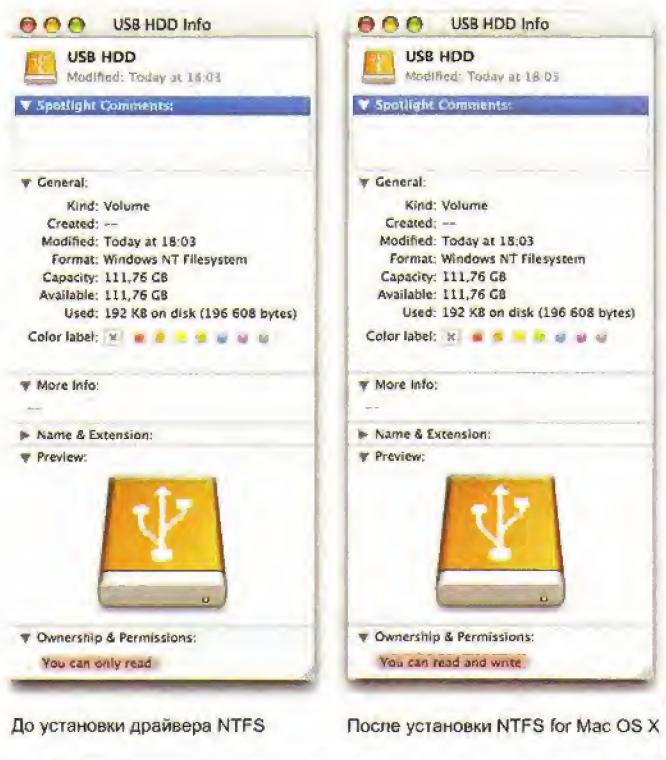 USB HDD Info
USB HDD
Modified: Today at 18:03
Spotlight Comments:
General:
Kind: Volume
Created: --
Modified: Today at 18:03
Format: Windows NT Filesystem
Capacity: 111,76 GB
Available: 111,76 GB
Used: 192 KB on disk (196 608 bytes)
Color label:
More Info:
--
Name & Extension:
Preview:
Ownership & Permissions:
You can only read
До установки драйвера NTFS
USB HDD Info
USB HDD
Modified: Today at 18:03
Spotlight Comments:
General:
Kind: Volume
Created: --
Modified: Today at 18:03
Format: Windows NT Filesystem
Capacity: 111,76 GB
Available: 111,76 GB
Used: 192 KB on disk (196 608 bytes)
Color label:
More Info:
--
Name & Extension:
Preview:
Ownership & Permissions:
You can read and write
После установки NTFS for Mac OS X